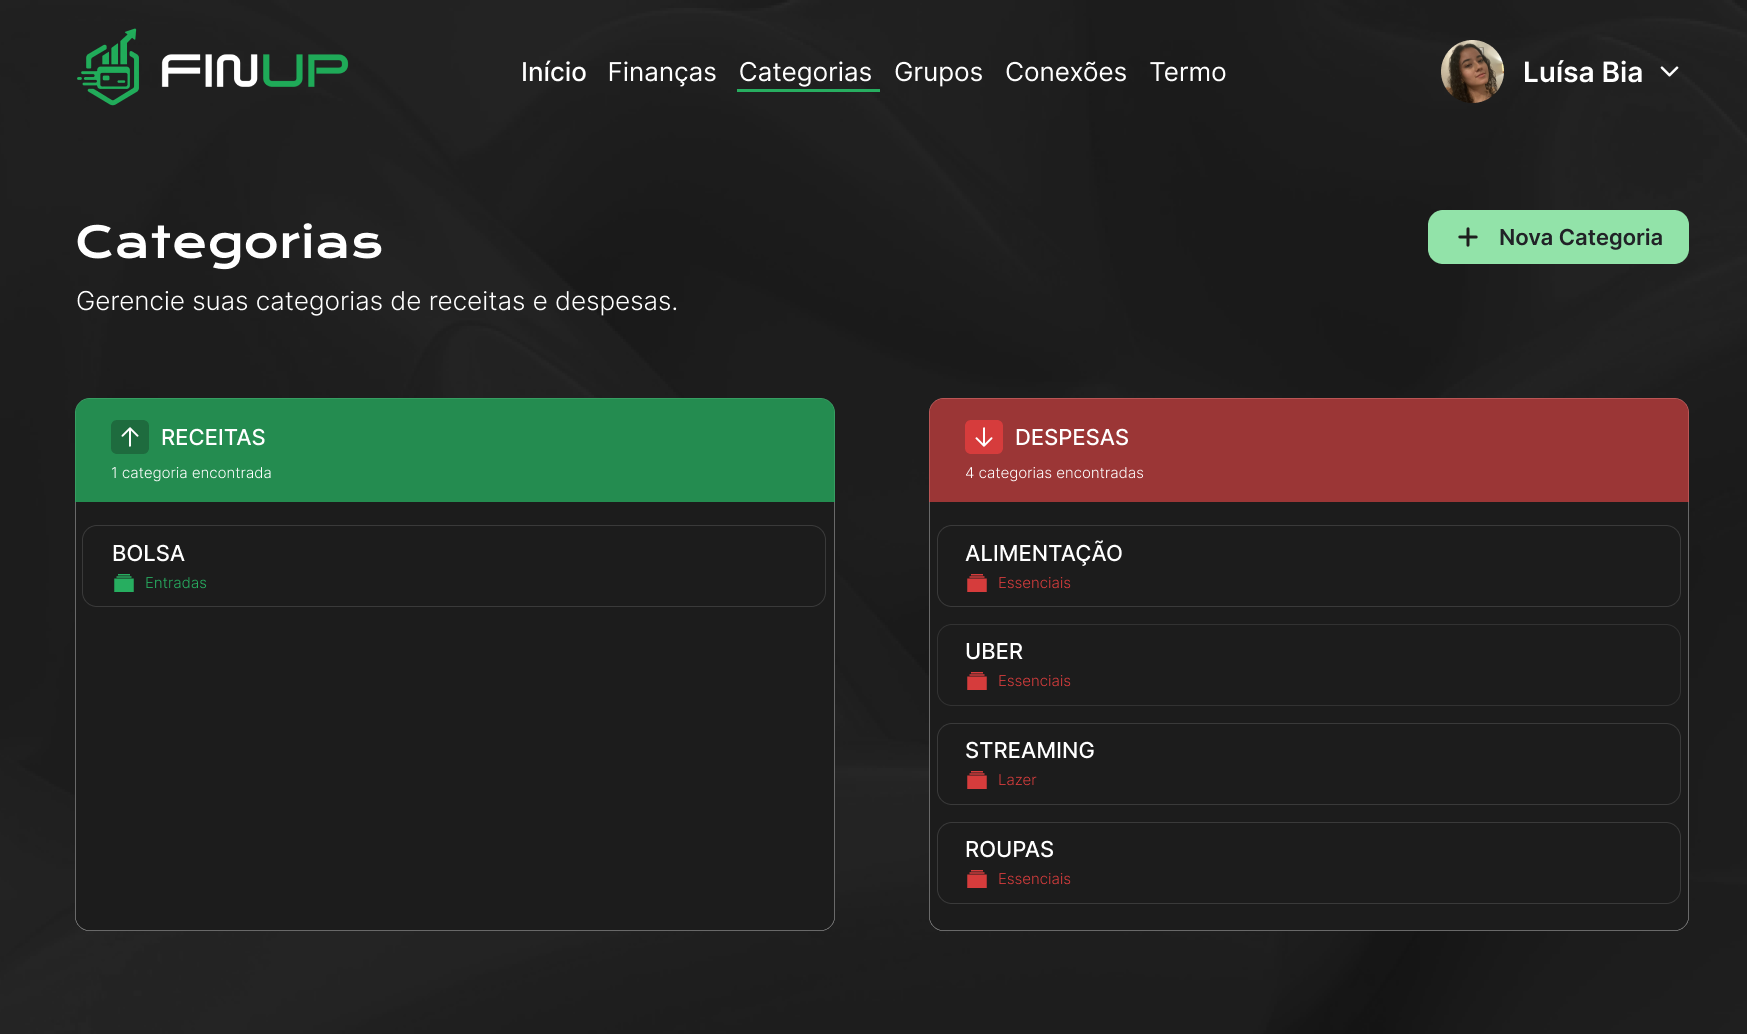 FINUP
Início Finanças Categorias Grupos Conexões Termo
Luísa Bia
Categorias
Gerencie suas categorias de receitas e despesas.
+ Nova Categoria
RECEITAS
1 categoria encontrada
BOLSA
Entradas
DESPESAS
4 categorias encontradas
ALIMENTAÇÃO
Essenciais
UBER
Essenciais
STREAMING
Lazer
ROUPAS
Essenciais